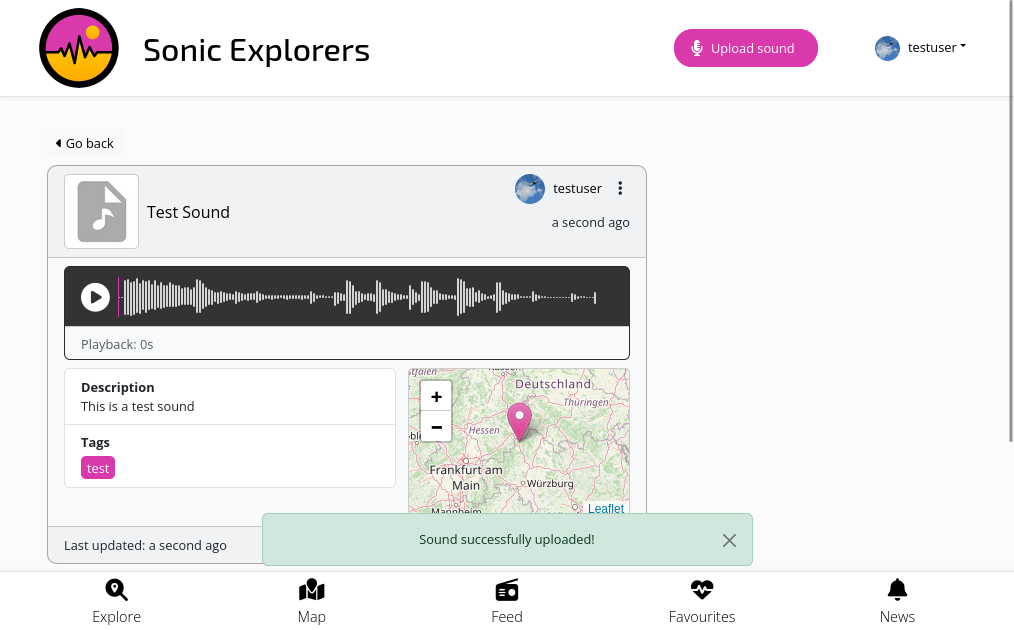 Sonic Explorers
Upload sound
testuser
Go back
Test Sound
testuser
a second ago
Playback: 0s
Description
This is a test sound
Tags
test
+
−
Deutschland
Thüringen
Hessen
Frankfurt am
Main
Würzburg
Mannheim
Leaflet
Last updated: a second ago
Sound successfully uploaded!
Explore
Map
Feed
Favourites
News